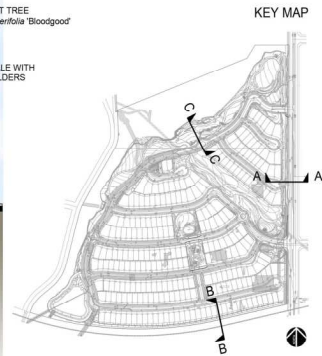 T TREE
erifolia 'Bloodgood'
KEY MAP
LE WITH
LDERS
C
C
A A
B
B